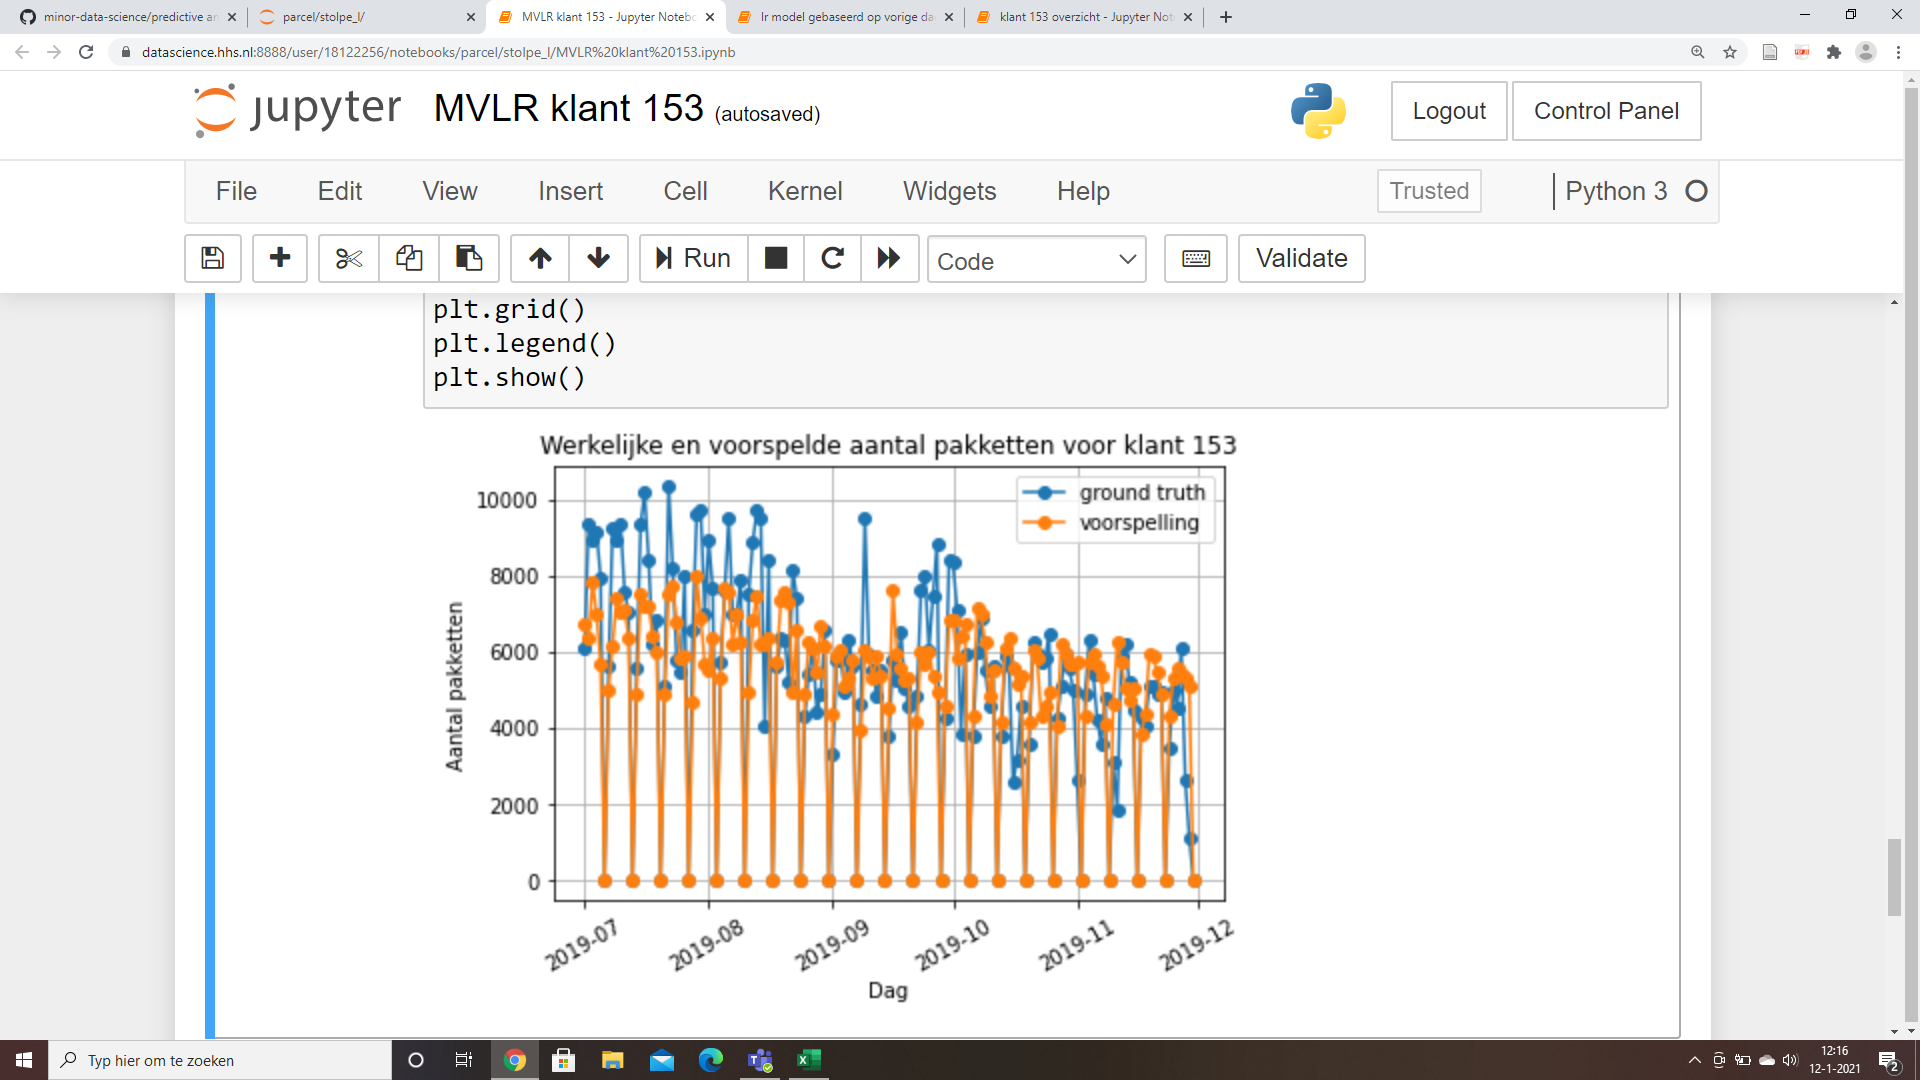 minor-data-science/predictive an
parcel/stolpe_l/
MVLR klant 153 - Jupyter Notebo
lr model gebaseerd op vorige da
klant 153 overzicht - Jupyter Not
datascience.hhs.nl:8888/user/18122256/notebooks/parcel/stolpe_l/MVLR%20klant%20153.ipynb
jupyter MVLR klant 153 (autosaved)
Logout
Control Panel
File Edit View Insert Cell Kernel Widgets Help
Trusted
Python 3
Run
Code
Validate
plt.grid()
plt.legend()
plt.show()
Werkelijke en voorspelde aantal pakketten voor klant 153
ground truth
voorspelling
10000
8000
6000
4000
2000
0
Aantal pakketten
2019-07 2019-08 2019-09 2019-10 2019-11 2019-12
Dag
Typ hier om te zoeken
12:16
12-1-2021
2